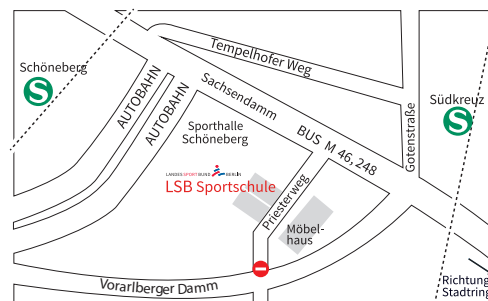 Tempelhofer Weg
Schöneberg
S
AUTOBAHN
AUTOBAHN
Sachsendamm
BUS M 46, 248
Gotenstraße
Südkreuz
S
Sporthalle
Schöneberg
LANDESSPORTBUND BERLIN
LSB Sportschule
Priesterweg
Möbel-
haus
Vorarlberger Damm
Richtung
Stadtring